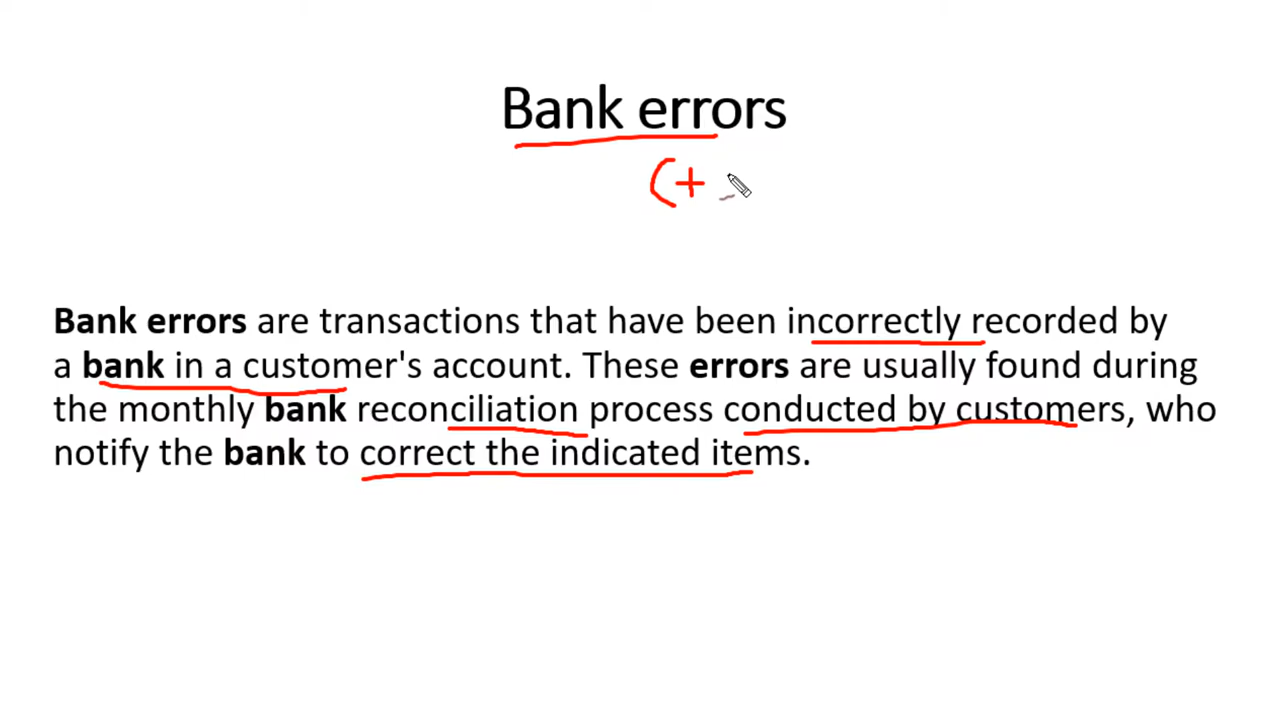 Bank errors
(+
Bank errors are transactions that have been incorrectly recorded by
a bank in a customer's account. These errors are usually found during
the monthly bank reconciliation process conducted by customers, who
notify the bank to correct the indicated items.